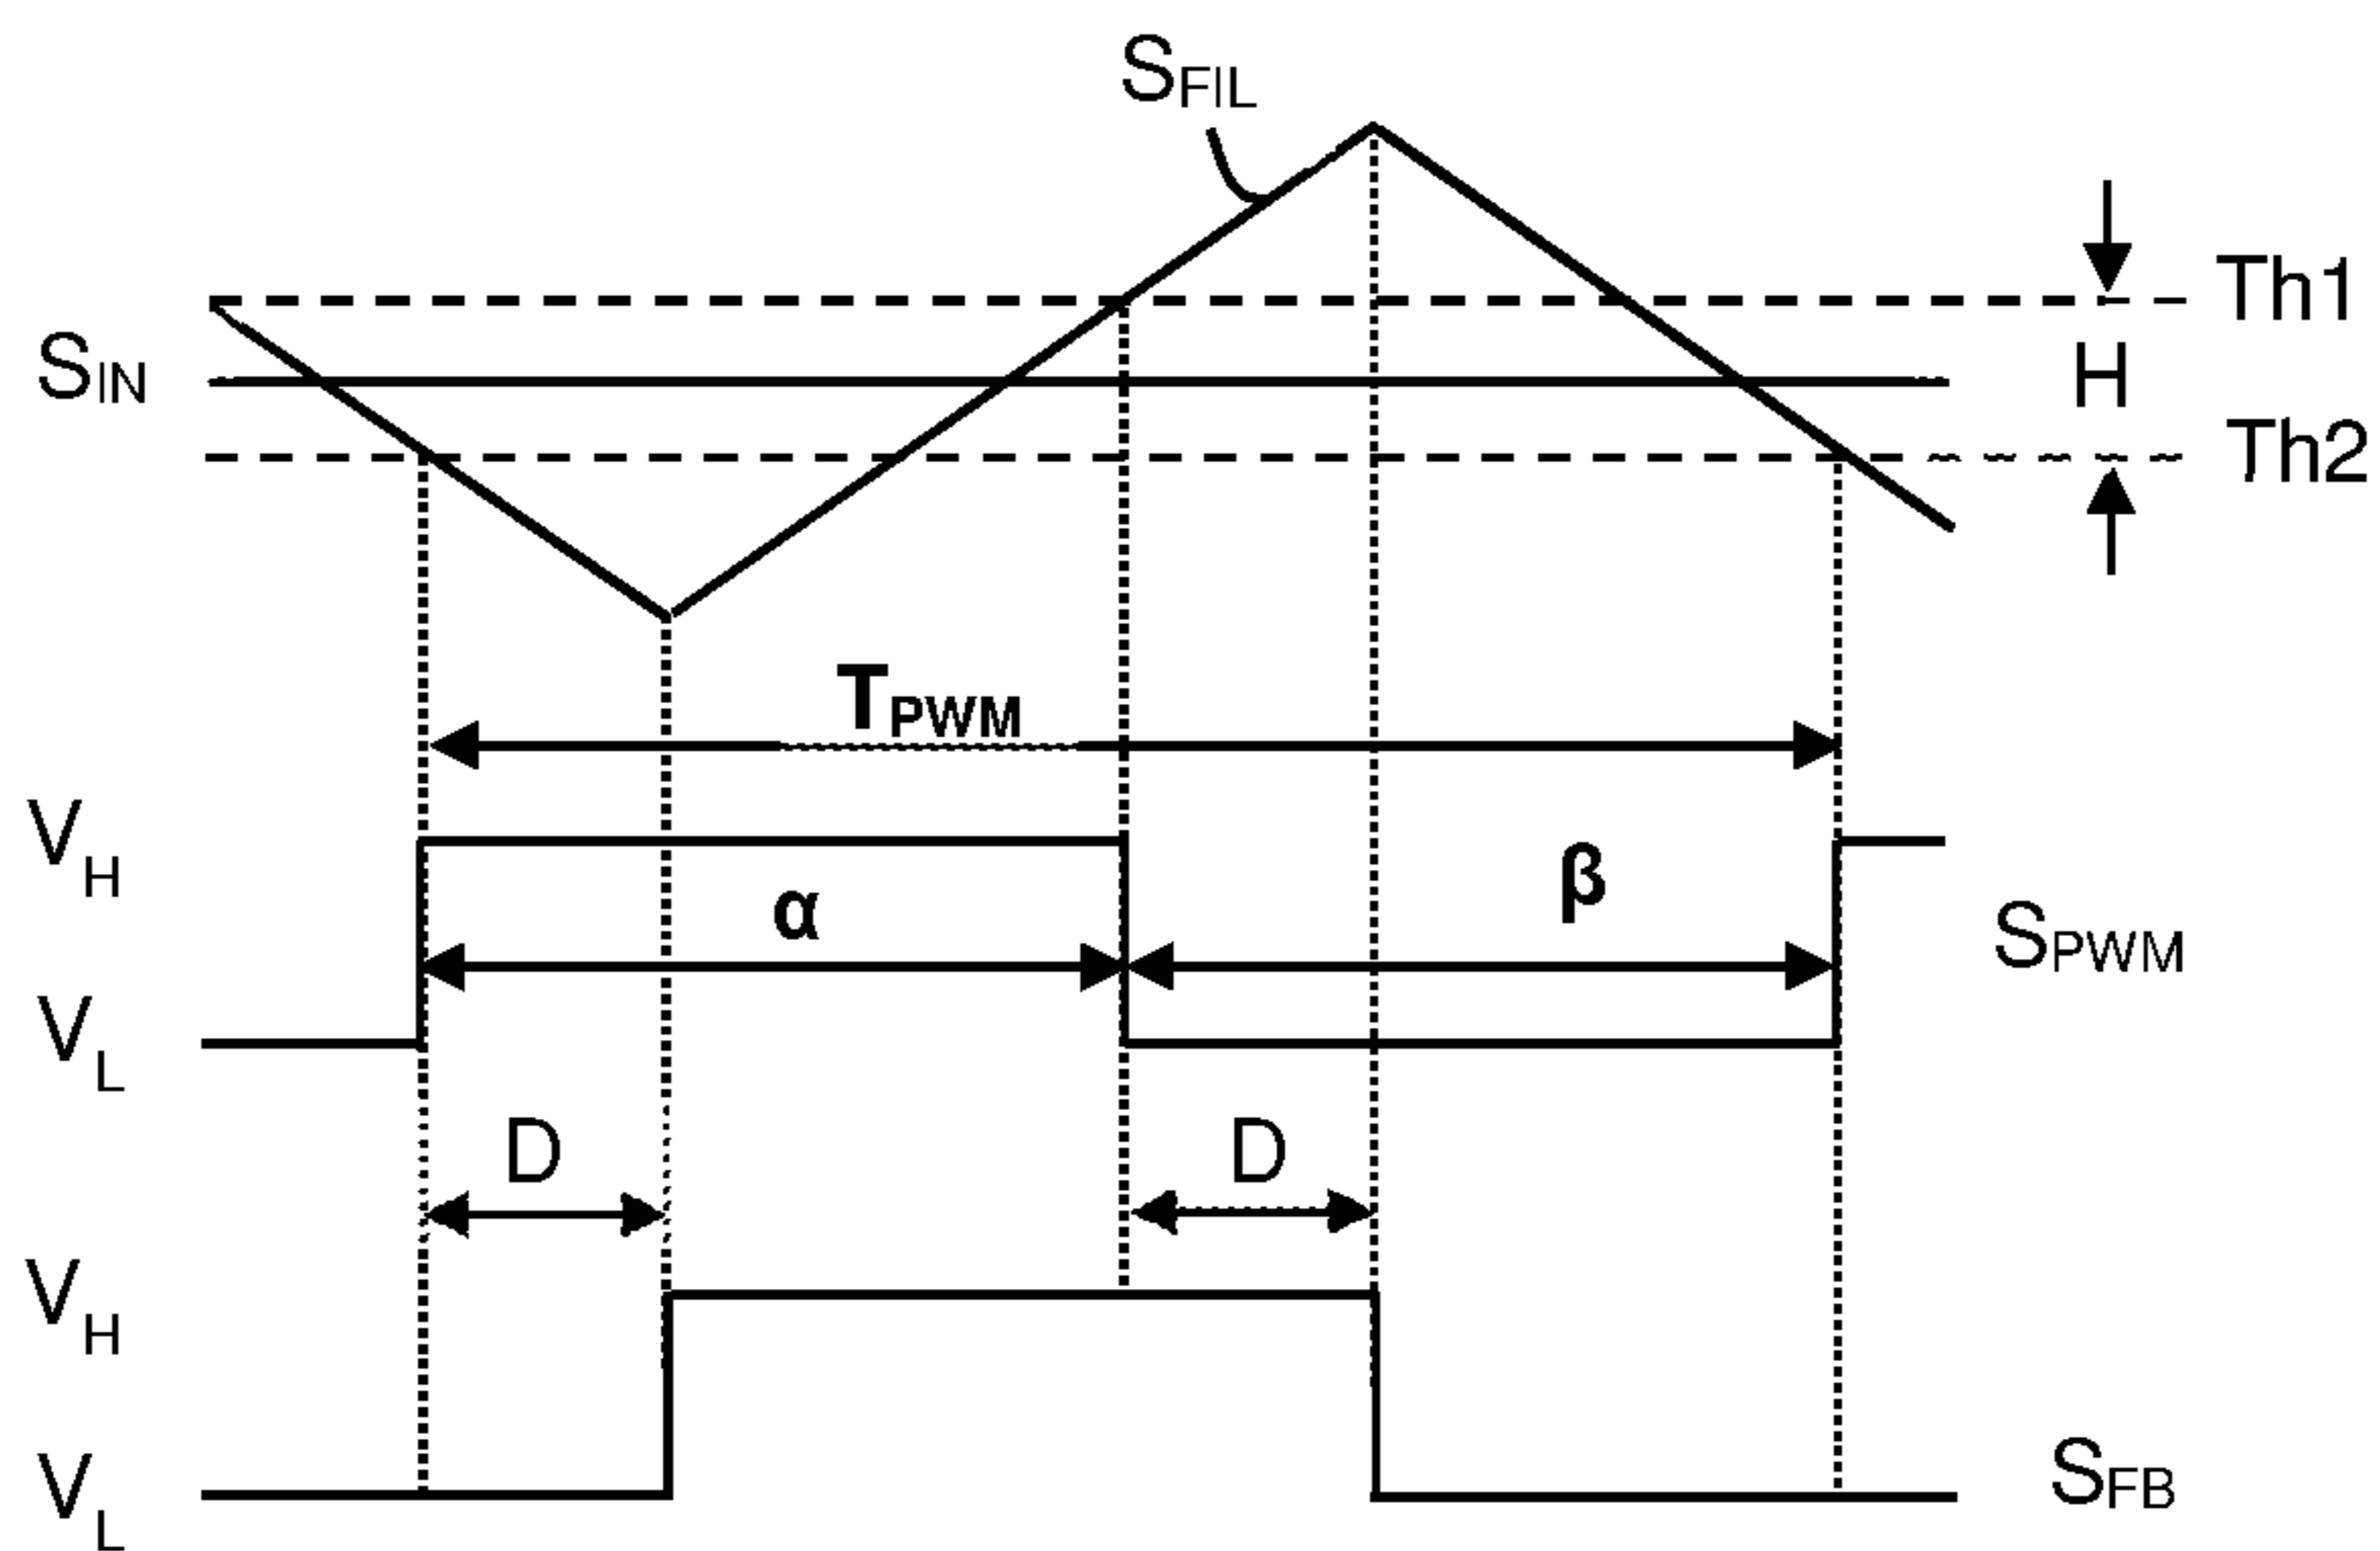 SFIL
Th1
SIN
H
Th2
TPWM
VH
α
β
SPWM
VL
D
D
VH
VL
SFB